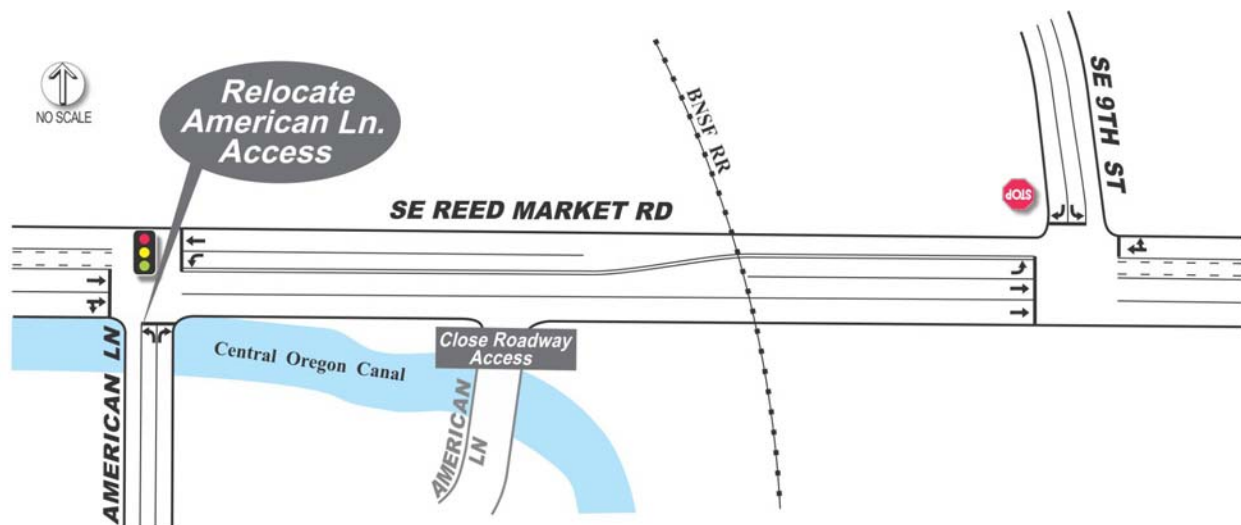 NO SCALE
Relocate
American Ln.
Access
SE REED MARKET RD
BNSF RR
STOP
SE 9TH ST
AMERICAN LN
Central Oregon Canal
Close Roadway
Access
AMERICAN
LN